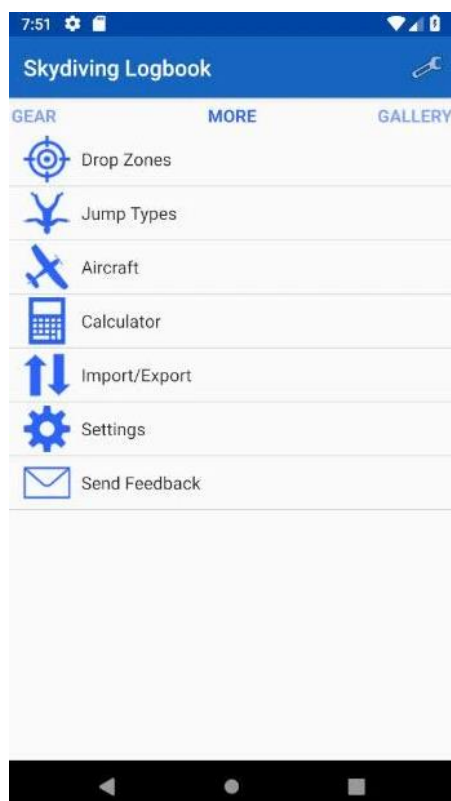 7:51
Skydiving Logbook
GEAR MORE GALLERY
Drop Zones
Jump Types
Aircraft
Calculator
Import/Export
Settings
Send Feedback